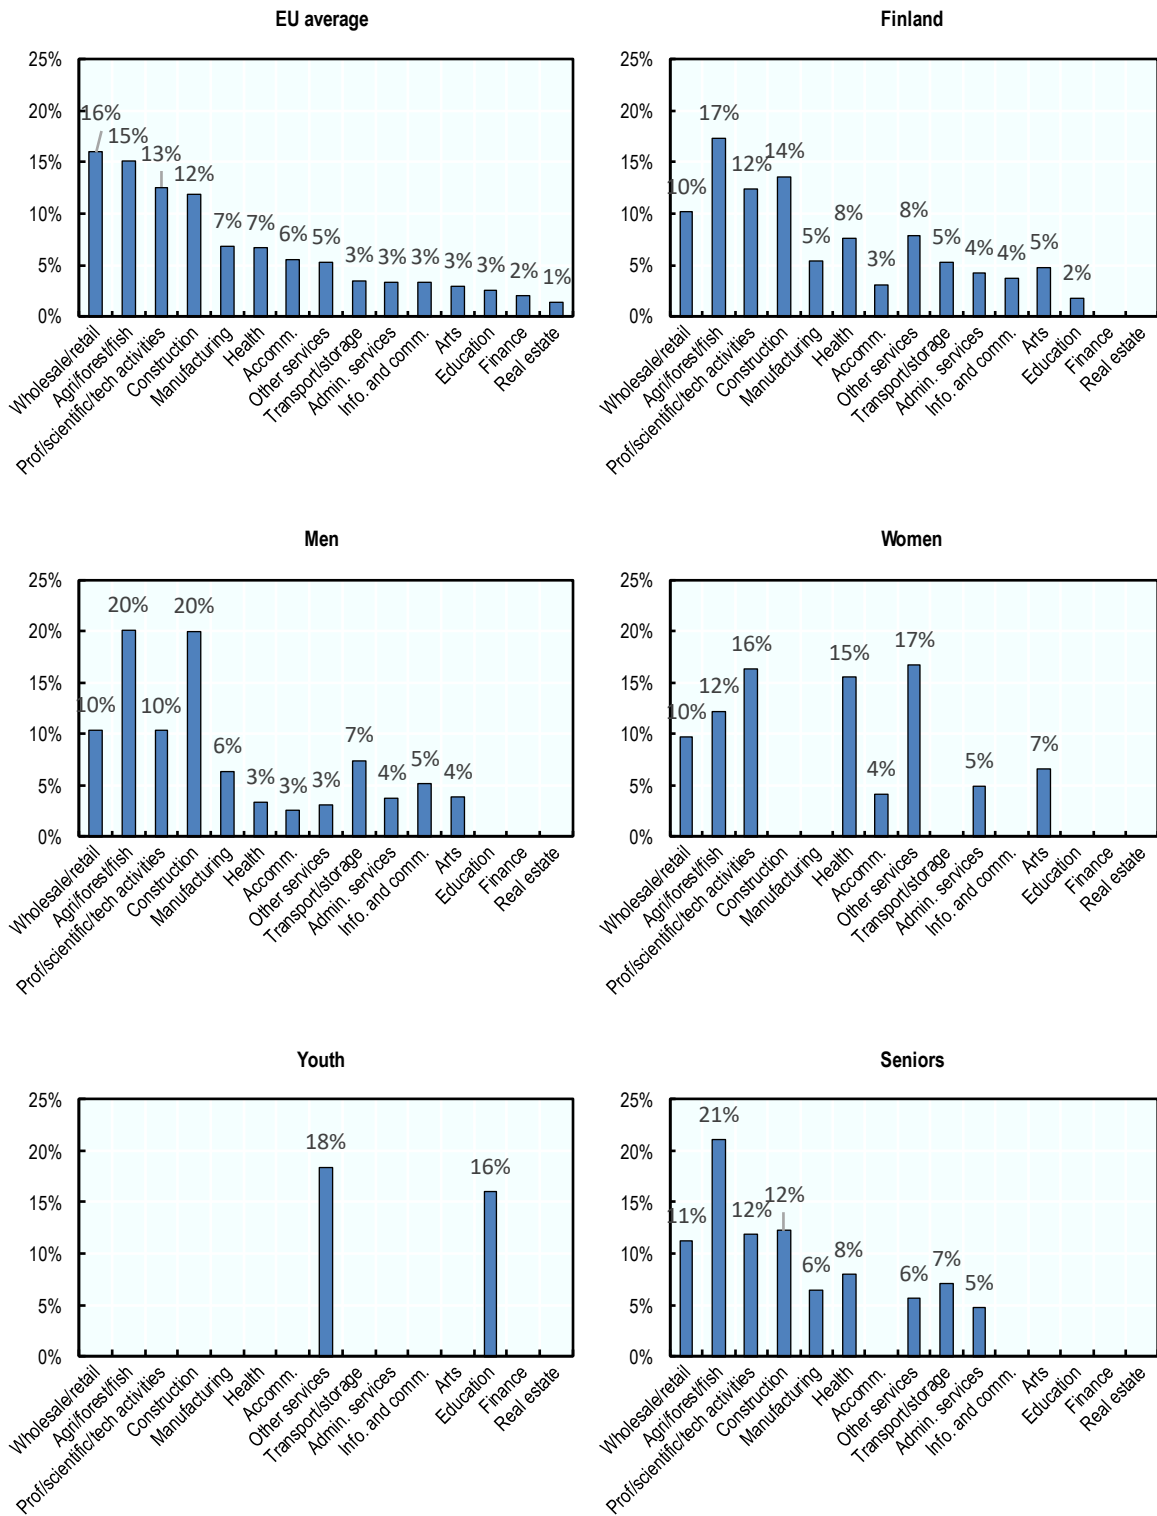 EU average
25%
20%
15%
10%
5%
0%
16%
15%
13%
12%
7%
7%
6%
5%
3%
3%
3%
3%
3%
2%
1%
Wholesale/retail
Agri/forest/fish
Prof/scientific/tech activities
Construction
Manufacturing
Health
Accomm.
Other services
Transport/storage
Admin. services
Info. and comm.
Arts
Education
Finance
Real estate
Finland
25%
20%
15%
10%
5%
0%
10%
17%
12%
14%
5%
8%
3%
8%
5%
4%
4%
5%
2%
Wholesale/retail
Agri/forest/fish
Prof/scientific/tech activities
Construction
Manufacturing
Health
Accomm.
Other services
Transport/storage
Admin. services
Info. and comm.
Arts
Education
Finance
Real estate
Men
25%
20%
15%
10%
5%
0%
10%
20%
10%
20%
6%
3%
3%
3%
7%
4%
5%
4%
Wholesale/retail
Agri/forest/fish
Prof/scientific/tech activities
Construction
Manufacturing
Health
Accomm.
Other services
Transport/storage
Admin. services
Info. and comm.
Arts
Education
Finance
Real estate
Women
25%
20%
15%
10%
5%
0%
10%
12%
16%
15%
4%
17%
5%
7%
Wholesale/retail
Agri/forest/fish
Prof/scientific/tech activities
Construction
Manufacturing
Health
Accomm.
Other services
Transport/storage
Admin. services
Info. and comm.
Arts
Education
Finance
Real estate
Youth
25%
20%
15%
10%
5%
0%
18%
16%
Wholesale/retail
Agri/forest/fish
Prof/scientific/tech activities
Construction
Manufacturing
Health
Accomm.
Other services
Transport/storage
Admin. services
Info. and comm.
Arts
Education
Finance
Real estate
Seniors
25%
20%
15%
10%
5%
0%
11%
21%
12%
12%
6%
8%
6%
7%
5%
Wholesale/retail
Agri/forest/fish
Prof/scientific/tech activities
Construction
Manufacturing
Health
Accomm.
Other services
Transport/storage
Admin. services
Info. and comm.
Arts
Education
Finance
Real estate